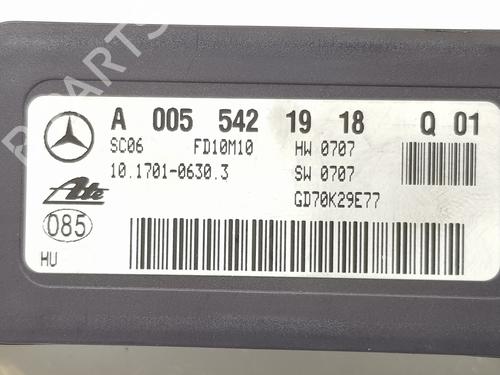 A 005 542 19 18 Q 01
SC06 FD10M10 HW 0707
10.1701-0630.3 SW 0707
Ate GD70K29E77
085
HU